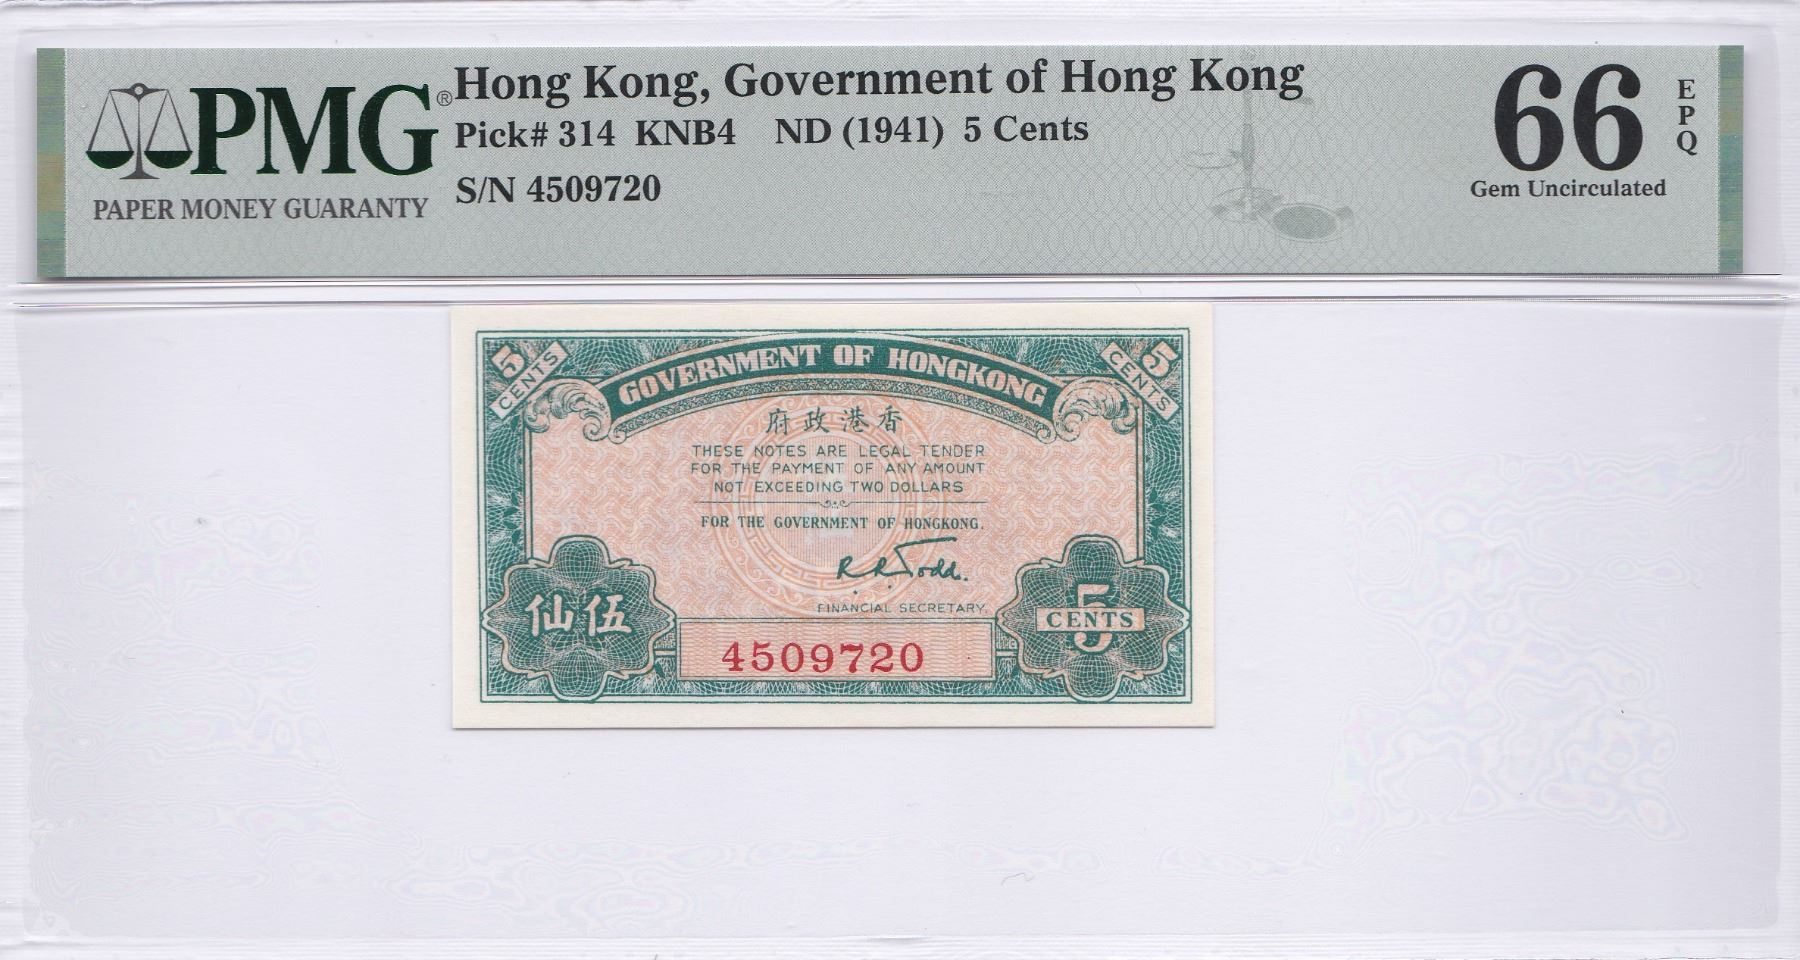 PMG®
PAPER MONEY GUARANTY
Hong Kong, Government of Hong Kong
Pick# 314 KNB4 ND (1941) 5 Cents
S/N 4509720
66
EPQ
Gem Uncirculated
5 CENTS
GOVERNMENT OF HONGKONG
5 CENTS
府政港香
THESE NOTES ARE LEGAL TENDER
FOR THE PAYMENT OF ANY AMOUNT
NOT EXCEEDING TWO DOLLARS
FOR THE GOVERNMENT OF HONGKONG.
R.R. Todd.
FINANCIAL SECRETARY.
仙伍
5 CENTS
4509720